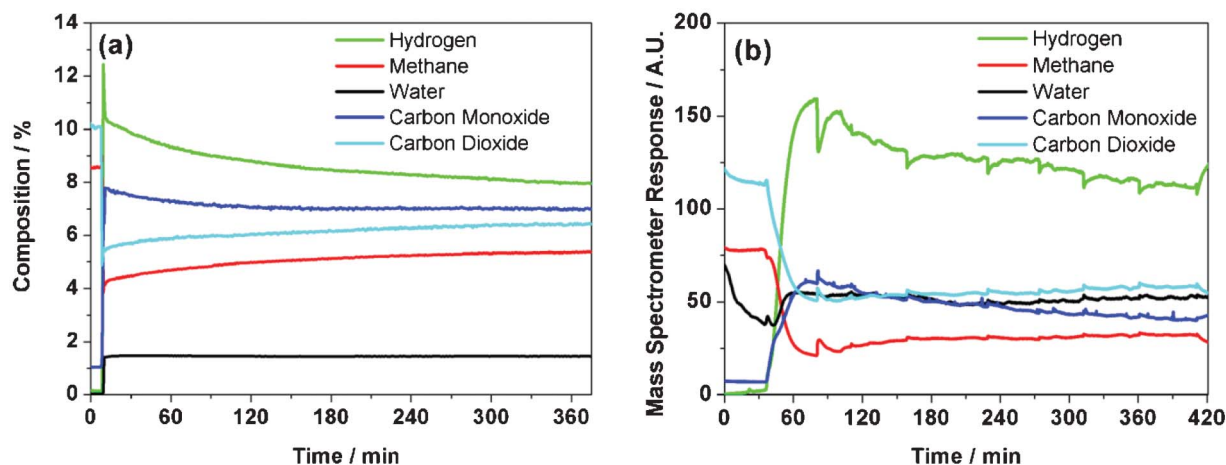 (a)
Hydrogen
Methane
Water
Carbon Monoxide
Carbon Dioxide
Composition / %
14
12
10
8
6
4
2
0
0 60 120 180 240 300 360
Time / min
(b)
Hydrogen
Methane
Water
Carbon Monoxide
Carbon Dioxide
Mass Spectrometer Response / A.U.
200
150
100
50
0
0 60 120 180 240 300 360 420
Time / min